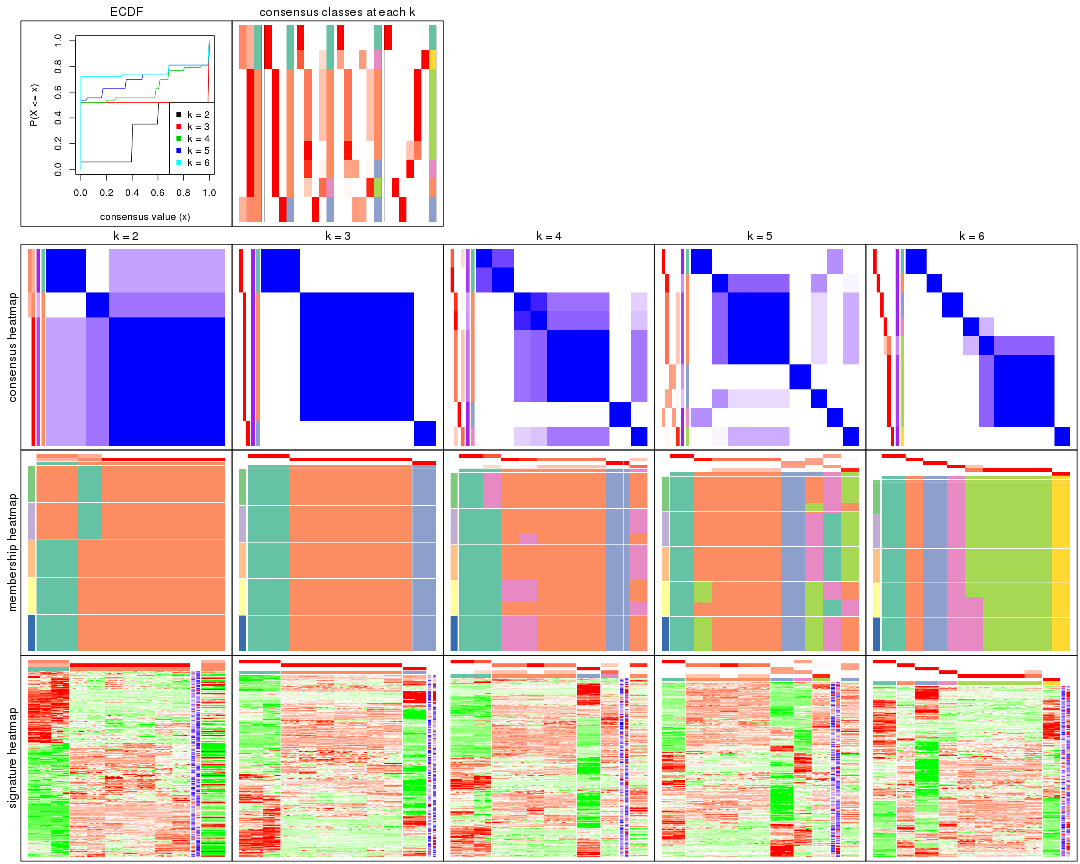 ECDF
consensus classes at each k
P(X <= x)
1.0
0.8
0.6
0.4
0.2
0.0
k = 2
k = 3
k = 4
k = 5
k = 6
0.0 0.2 0.4 0.6 0.8 1.0
consensus value (x)
k = 2
k = 3
k = 4
k = 5
k = 6
consensus heatmap
membership heatmap
signature heatmap